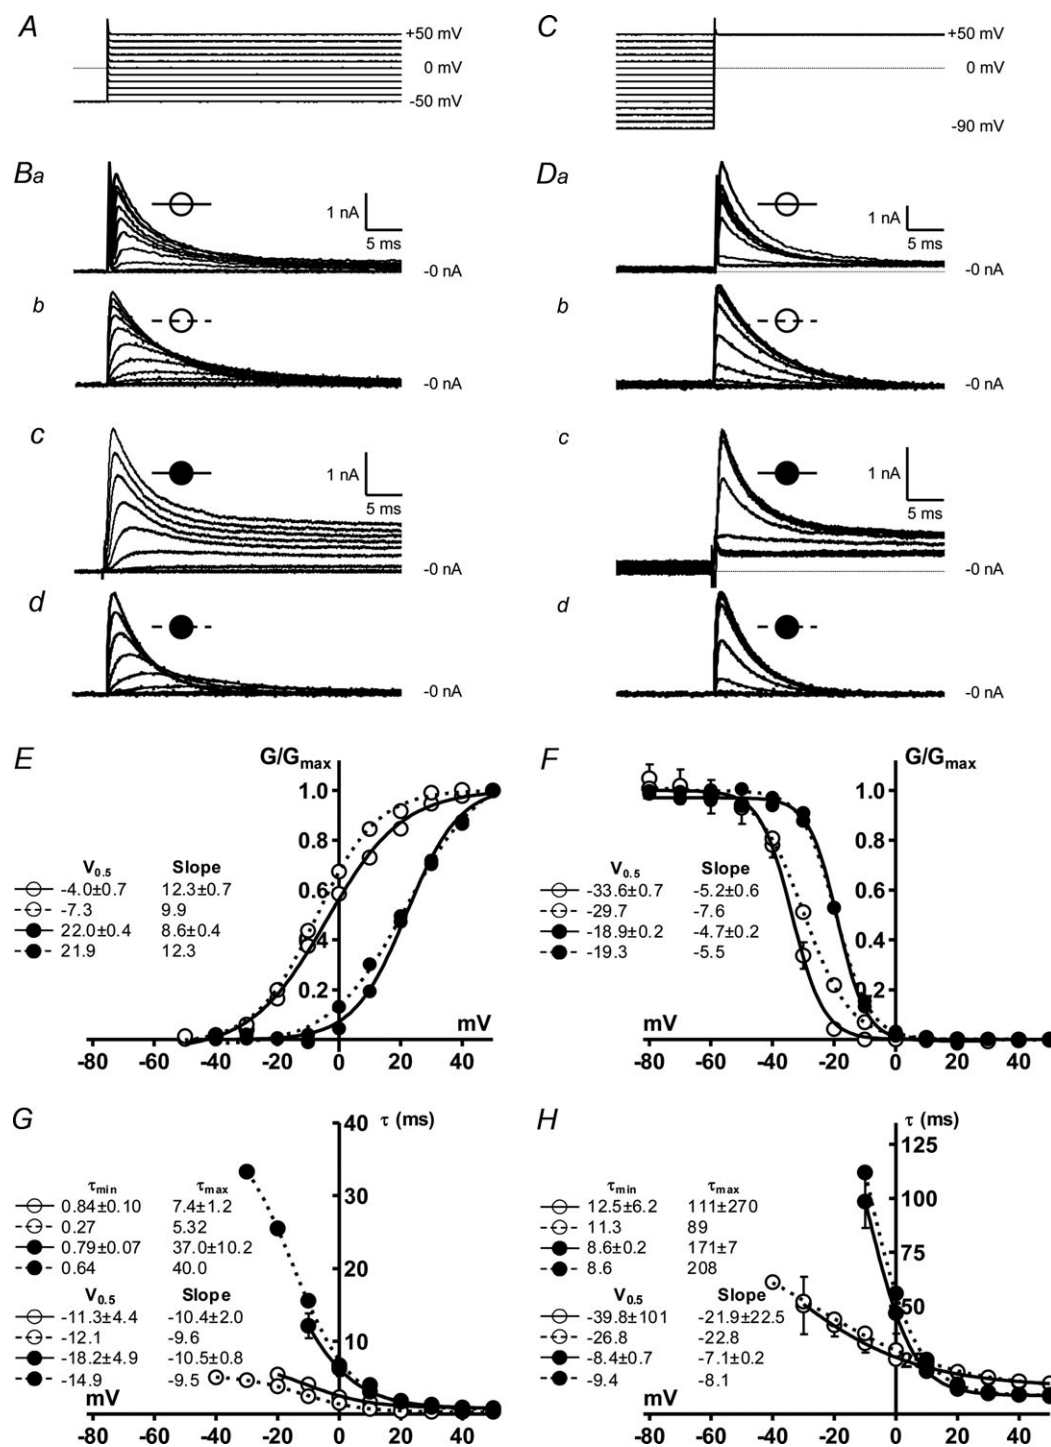 A
+50 mV
0 mV
-50 mV
C
+50 mV
0 mV
-90 mV
Ba
1 nA
5 ms
-0 nA
b
-0 nA
c
1 nA
5 ms
-0 nA
d
-0 nA
Da
1 nA
5 ms
-0 nA
b
-0 nA
c
1 nA
5 ms
-0 nA
d
-0 nA
E
G/Gmax
1.0
0.8
0.6
0.4
0.2
V0.5 Slope
-4.0±0.7 12.3±0.7
-7.3 9.9
22.0±0.4 8.6±0.4
21.9 12.3
mV
-80 -60 -40 -20 0 20 40
F
G/Gmax
1.0
0.8
0.6
0.4
0.2
V0.5 Slope
-33.6±0.7 -5.2±0.6
-29.7 -7.6
-18.9±0.2 -4.7±0.2
-19.3 -5.5
mV
-80 -60 -40 -20 0 20 40
G
τ (ms)
40
30
20
10
τmin τmax
0.84±0.10 7.4±1.2
0.27 5.32
0.79±0.07 37.0±10.2
0.64 40.0
V0.5 Slope
-11.3±4.4 -10.4±2.0
-12.1 -9.6
-18.2±4.9 -10.5±0.8
-14.9 -9.5
mV
-80 -60 -40 -20 0 20 40
H
τ (ms)
125
100
75
50
τmin τmax
12.5±6.2 111±270
11.3 89
8.6±0.2 171±7
8.6 208
V0.5 Slope
-39.8±101 -21.9±22.5
-26.8 -22.8
-8.4±0.7 -7.1±0.2
-9.4 -8.1
mV
-80 -60 -40 -20 0 20 40